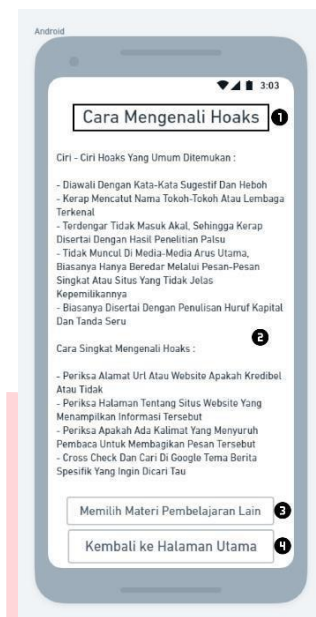 Android
3:03
Cara Mengenali Hoaks
1
Ciri - Ciri Hoaks Yang Umum Ditemukan :
- Diawali Dengan Kata-Kata Sugestif Dan Heboh
- Kerap Mencatut Nama Tokoh-Tokoh Atau Lembaga
Terkenal
- Terdengar Tidak Masuk Akal, Sehingga Kerap
Disertai Dengan Hasil Penelitian Palsu
- Tidak Muncul Di Media-Media Arus Utama,
Biasanya Hanya Beredar Melalui Pesan-Pesan
Singkat Atau Situs Yang Tidak Jelas
Kepemilikannya
- Biasanya Disertai Dengan Penulisan Huruf Kapital
Dan Tanda Seru
2
Cara Singkat Mengenali Hoaks :
- Periksa Alamat Url Atau Website Apakah Kredibel
Atau Tidak
- Periksa Halaman Tentang Situs Website Yang
Menampilkan Informasi Tersebut
- Periksa Apakah Ada Kalimat Yang Menyuruh
Pembaca Untuk Membagikan Pesan Tersebut
- Cross Check Dan Cari Di Google Tema Berita
Spesifik Yang Ingin Dicari Tau
Memilih Materi Pembelajaran Lain
3
Kembali ke Halaman Utama
4